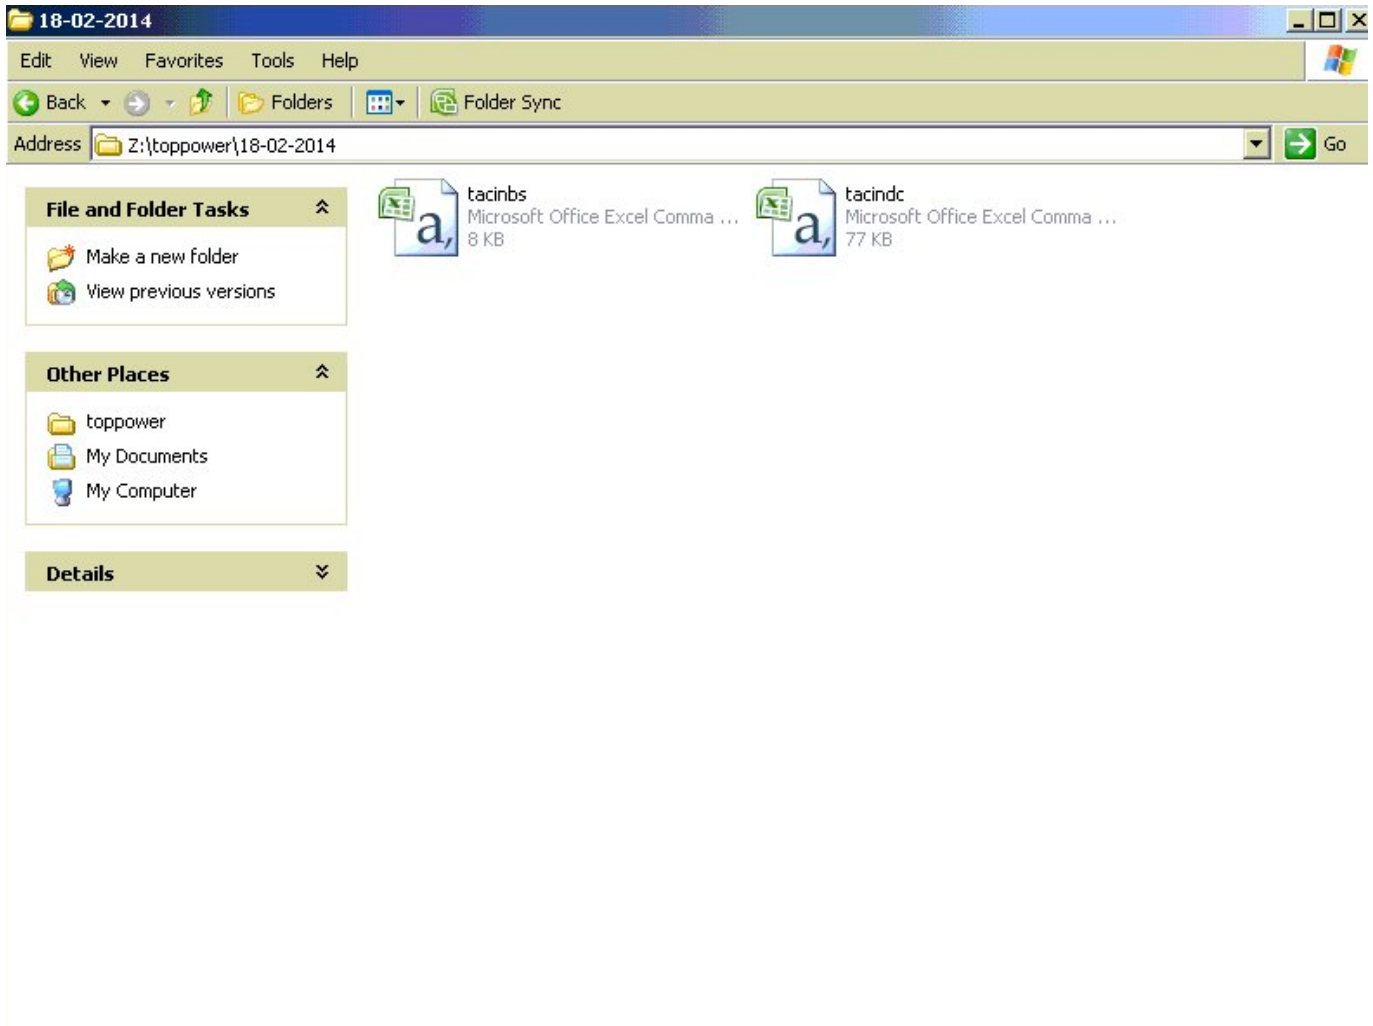 18-02-2014
Edit View Favorites Tools Help
Back Folders Folder Sync
Address Z:\toppower\18-02-2014 Go
File and Folder Tasks
Make a new folder
View previous versions
Other Places
toppower
My Documents
My Computer
Details
a,
tacinbs
Microsoft Office Excel Comma ...
8 KB
a,
tacindc
Microsoft Office Excel Comma ...
77 KB